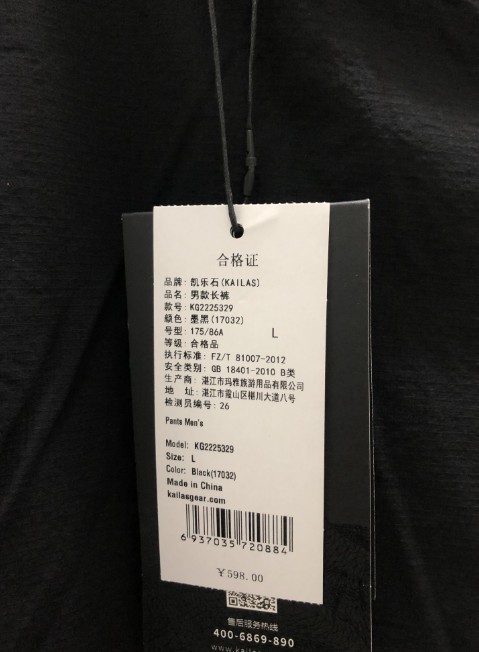 合格证
品牌: 凯乐石(KAILAS)
品名: 男款长裤
款号: KG2225329
颜色: 墨黑(17032)
号型: 175/86A L
等级: 合格品
执行标准: FZ/T 81007-2012
安全类别: GB 18401-2010 B类
生产商: 湛江市玛雅旅游用品有限公司
地 址: 湛江市霞山区椹川大道八号
检测员编号: 26
Pants Men's
Model: KG2225329
Size: L
Color: Black(17032)
Made in China
kailasgear.com
6 937035 720884
¥598.00
售后服务热线
400-6869-890